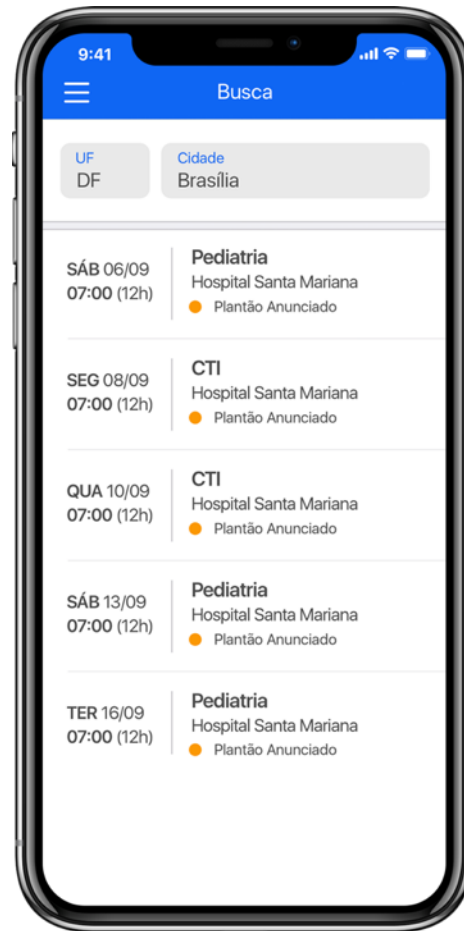 9:41
Busca
UF
DF
Cidade
Brasília
SÁB 06/09
07:00 (12h)
Pediatria
Hospital Santa Mariana
Plantão Anunciado
SEG 08/09
07:00 (12h)
CTI
Hospital Santa Mariana
Plantão Anunciado
QUA 10/09
07:00 (12h)
CTI
Hospital Santa Mariana
Plantão Anunciado
SÁB 13/09
07:00 (12h)
Pediatria
Hospital Santa Mariana
Plantão Anunciado
TER 16/09
07:00 (12h)
Pediatria
Hospital Santa Mariana
Plantão Anunciado